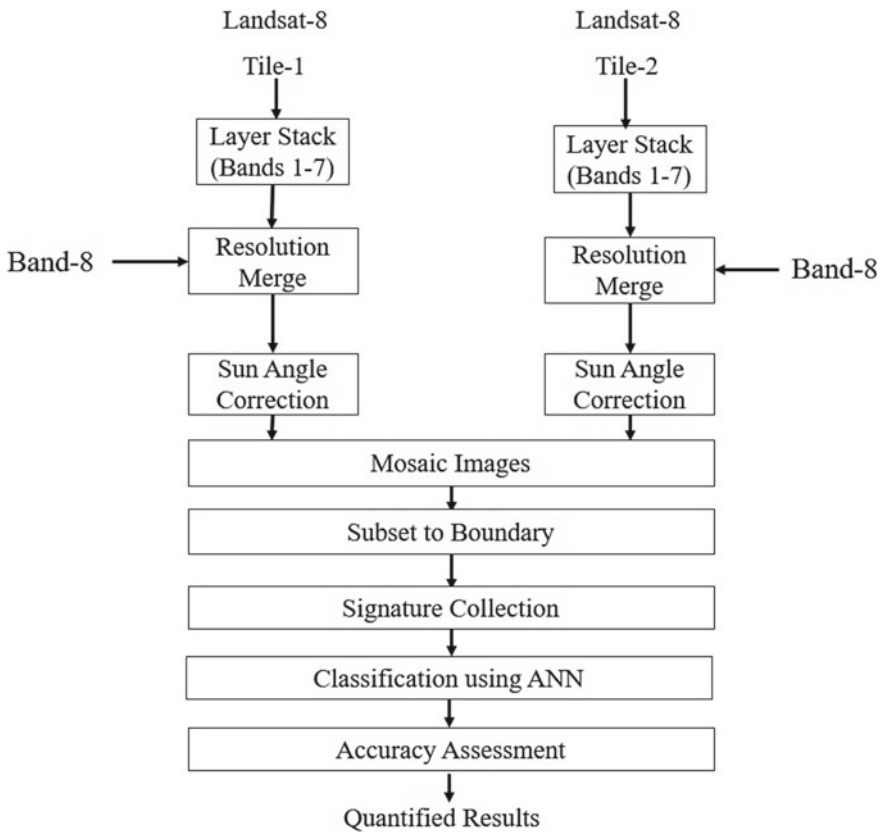 Landsat-8
Tile-1
Layer Stack
(Bands 1-7)
Band-8
Resolution
Merge
Sun Angle
Correction
Landsat-8
Tile-2
Layer Stack
(Bands 1-7)
Resolution
Merge
Band-8
Sun Angle
Correction
Mosaic Images
Subset to Boundary
Signature Collection
Classification using ANN
Accuracy Assessment
Quantified Results